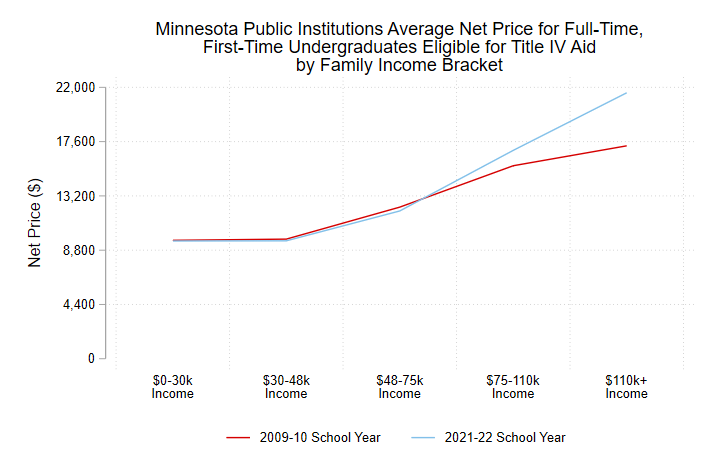 Minnesota Public Institutions Average Net Price for Full-Time,
First-Time Undergraduates Eligible for Title IV Aid
by Family Income Bracket
Net Price ($)
22,000
17,600
13,200
8,800
4,400
0
$0-30k
Income
$30-48k
Income
$48-75k
Income
$75-110k
Income
$110k+
Income
2009-10 School Year
2021-22 School Year